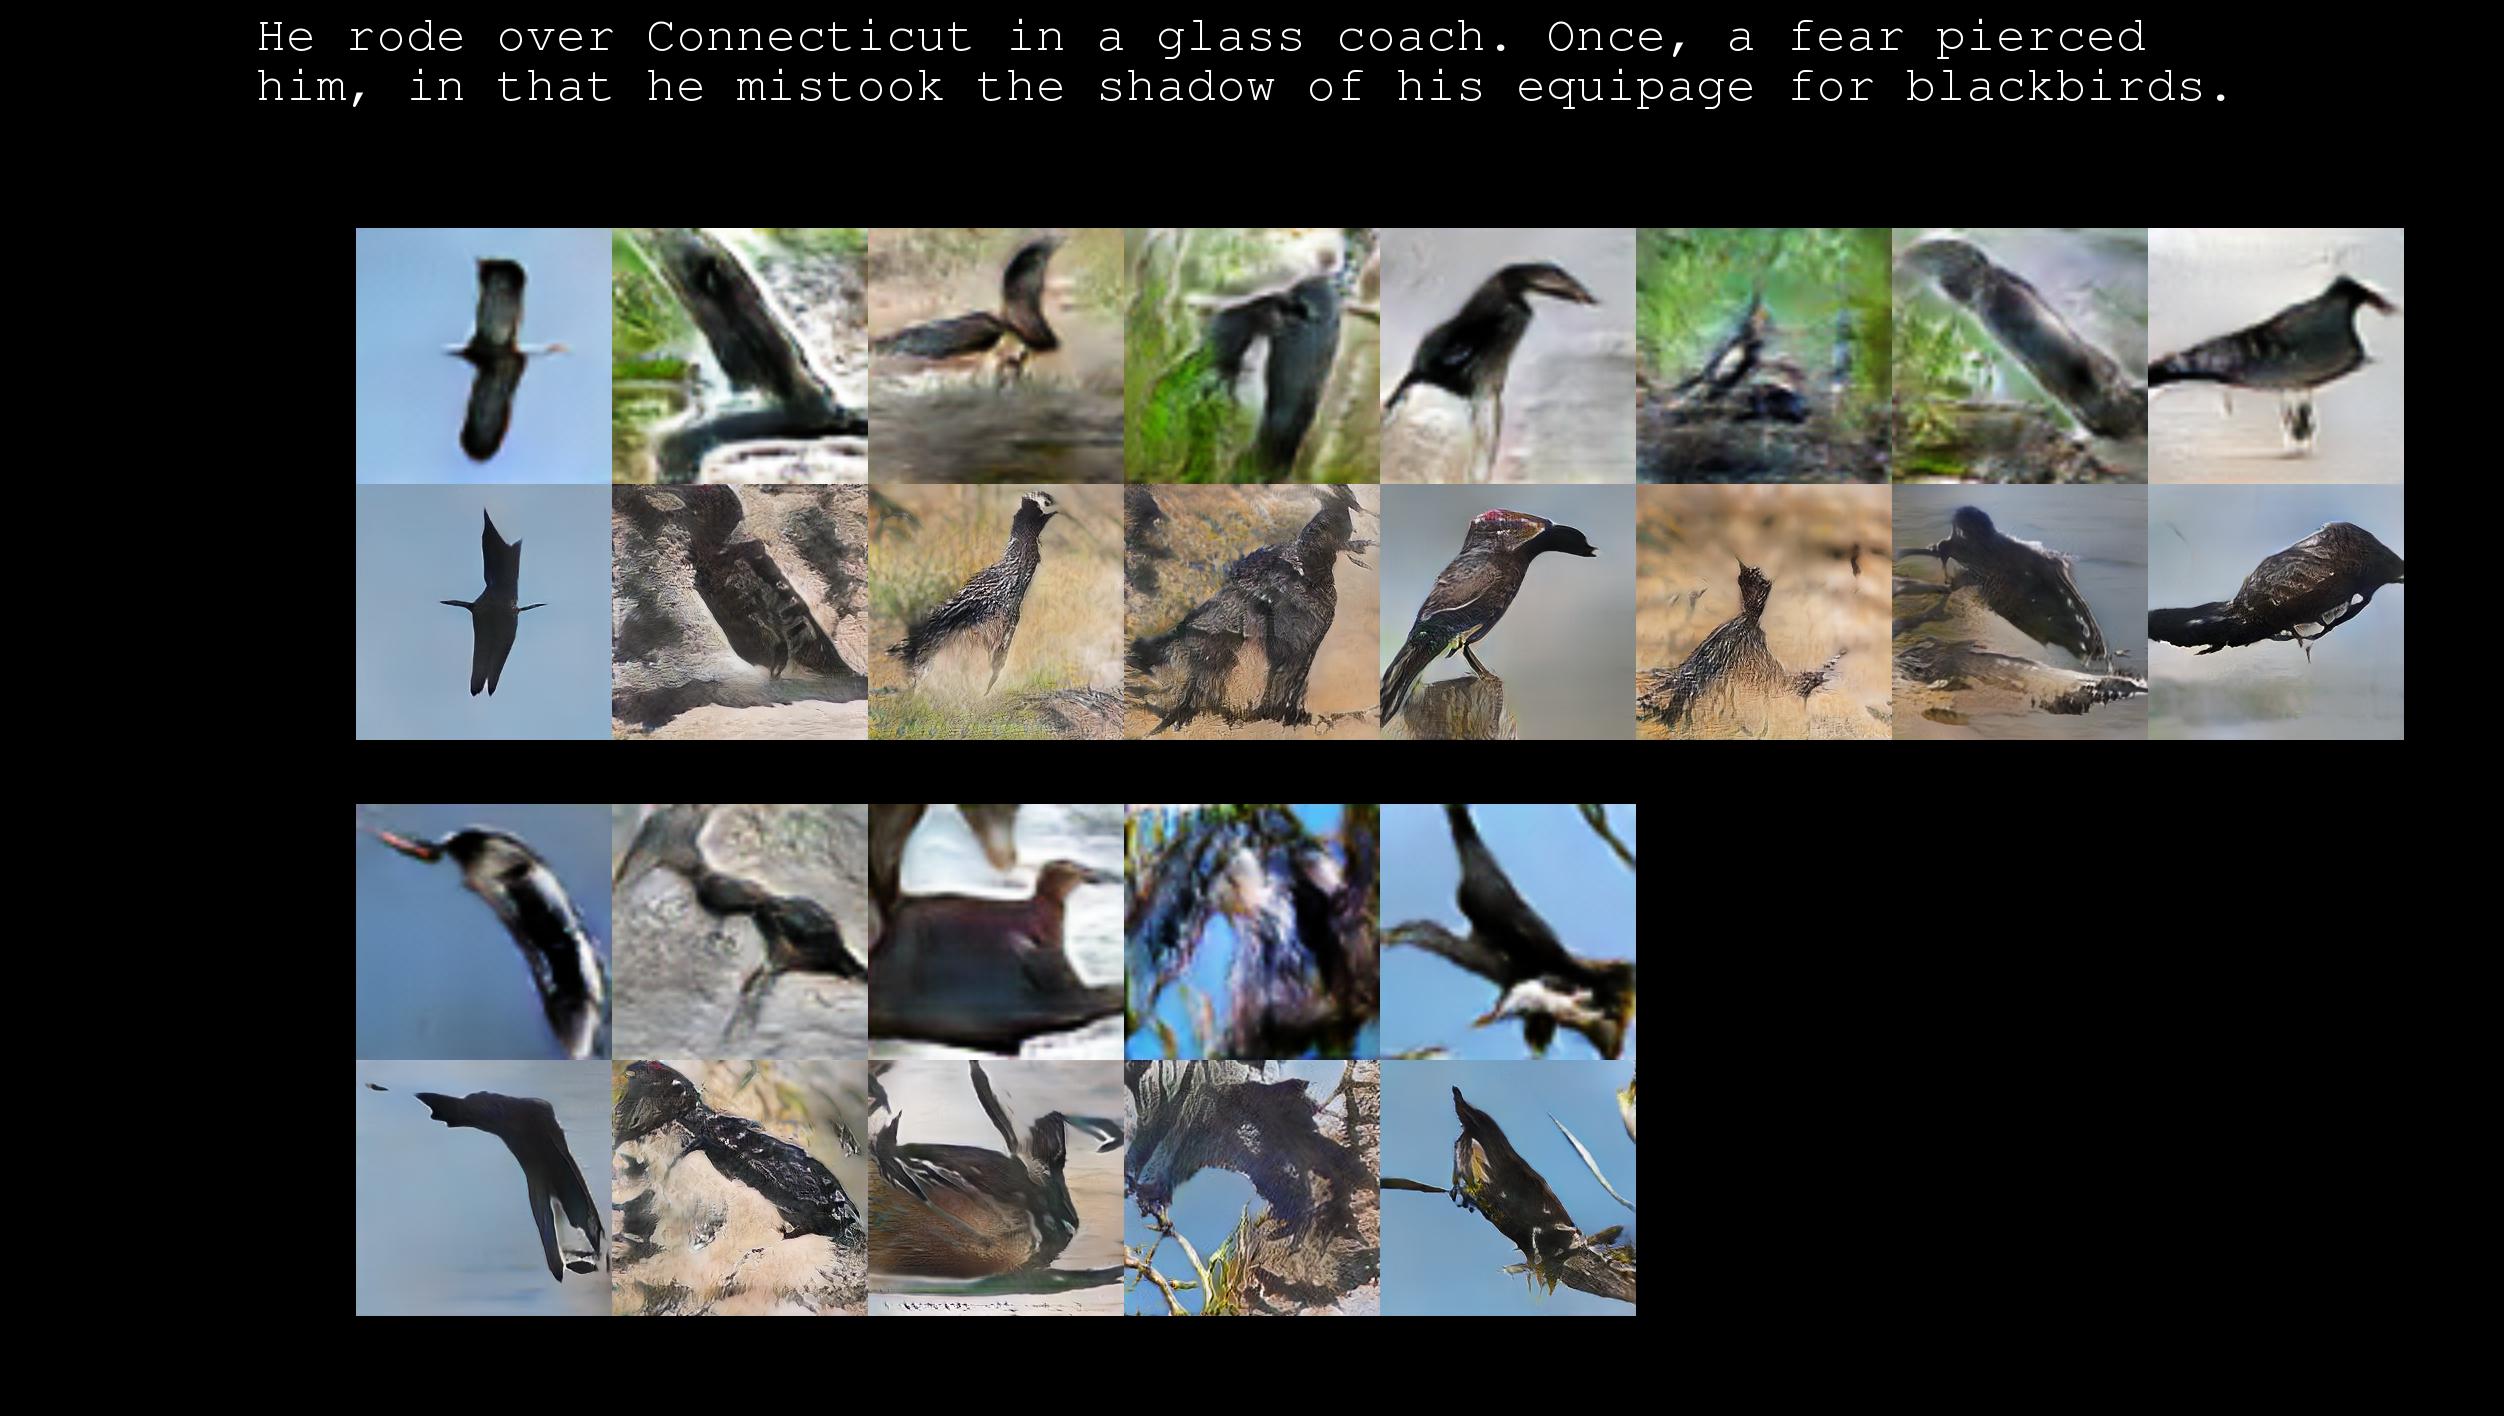 He rode over Connecticut in a glass coach. Once, a fear pierced
him, in that he mistook the shadow of his equipage for blackbirds.